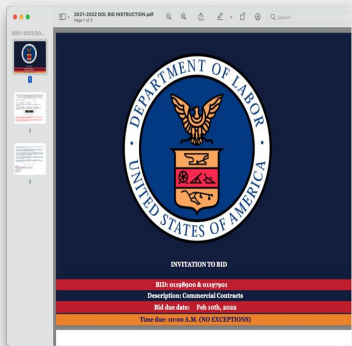 2021-2022 DOL BID INSTRUCTION.pdf
Page 1 of 3
Search
2021-2022 DO...
1
2
3
DEPARTMENT OF LABOR
UNITED STATES OF AMERICA
INVITATION TO BID
BID: 01198900 & 01197901
Description: Commercial Contracts
Bid due date: Feb 10th, 2022
Time due: 10:00 A.M. (NO EXCEPTIONS)